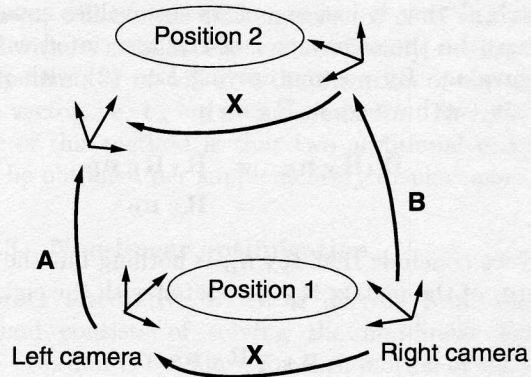 Position 2
X
B
A
Position 1
Left camera
X
Right camera